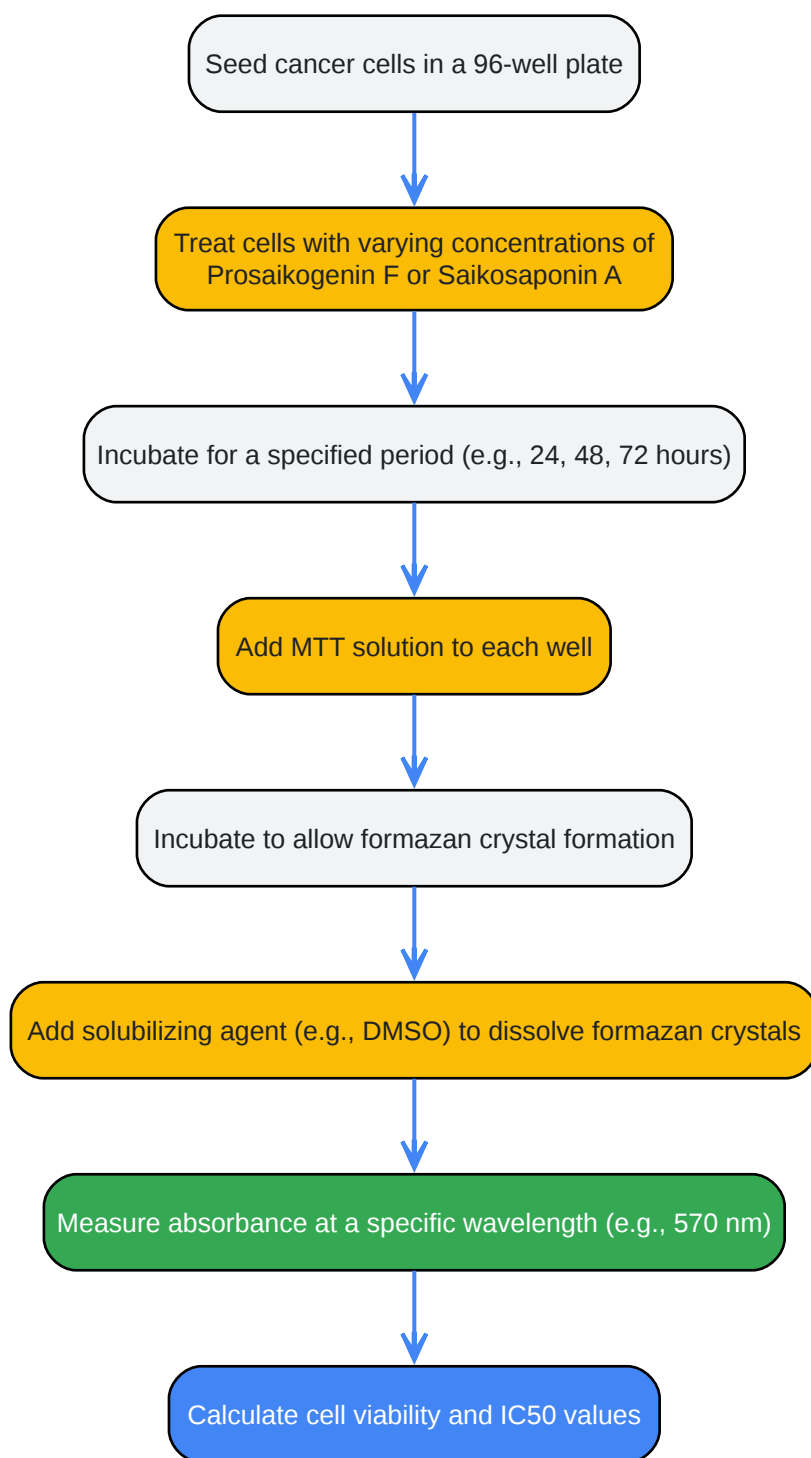 Seed cancer cells in a 96-well plate
Treat cells with varying concentrations of
Prosaikogenin F or Saikosaponin A
Incubate for a specified period (e.g., 24, 48, 72 hours)
Add MTT solution to each well
Incubate to allow formazan crystal formation
Add solubilizing agent (e.g., DMSO) to dissolve formazan crystals
Measure absorbance at a specific wavelength (e.g., 570 nm)
Calculate cell viability and IC50 values